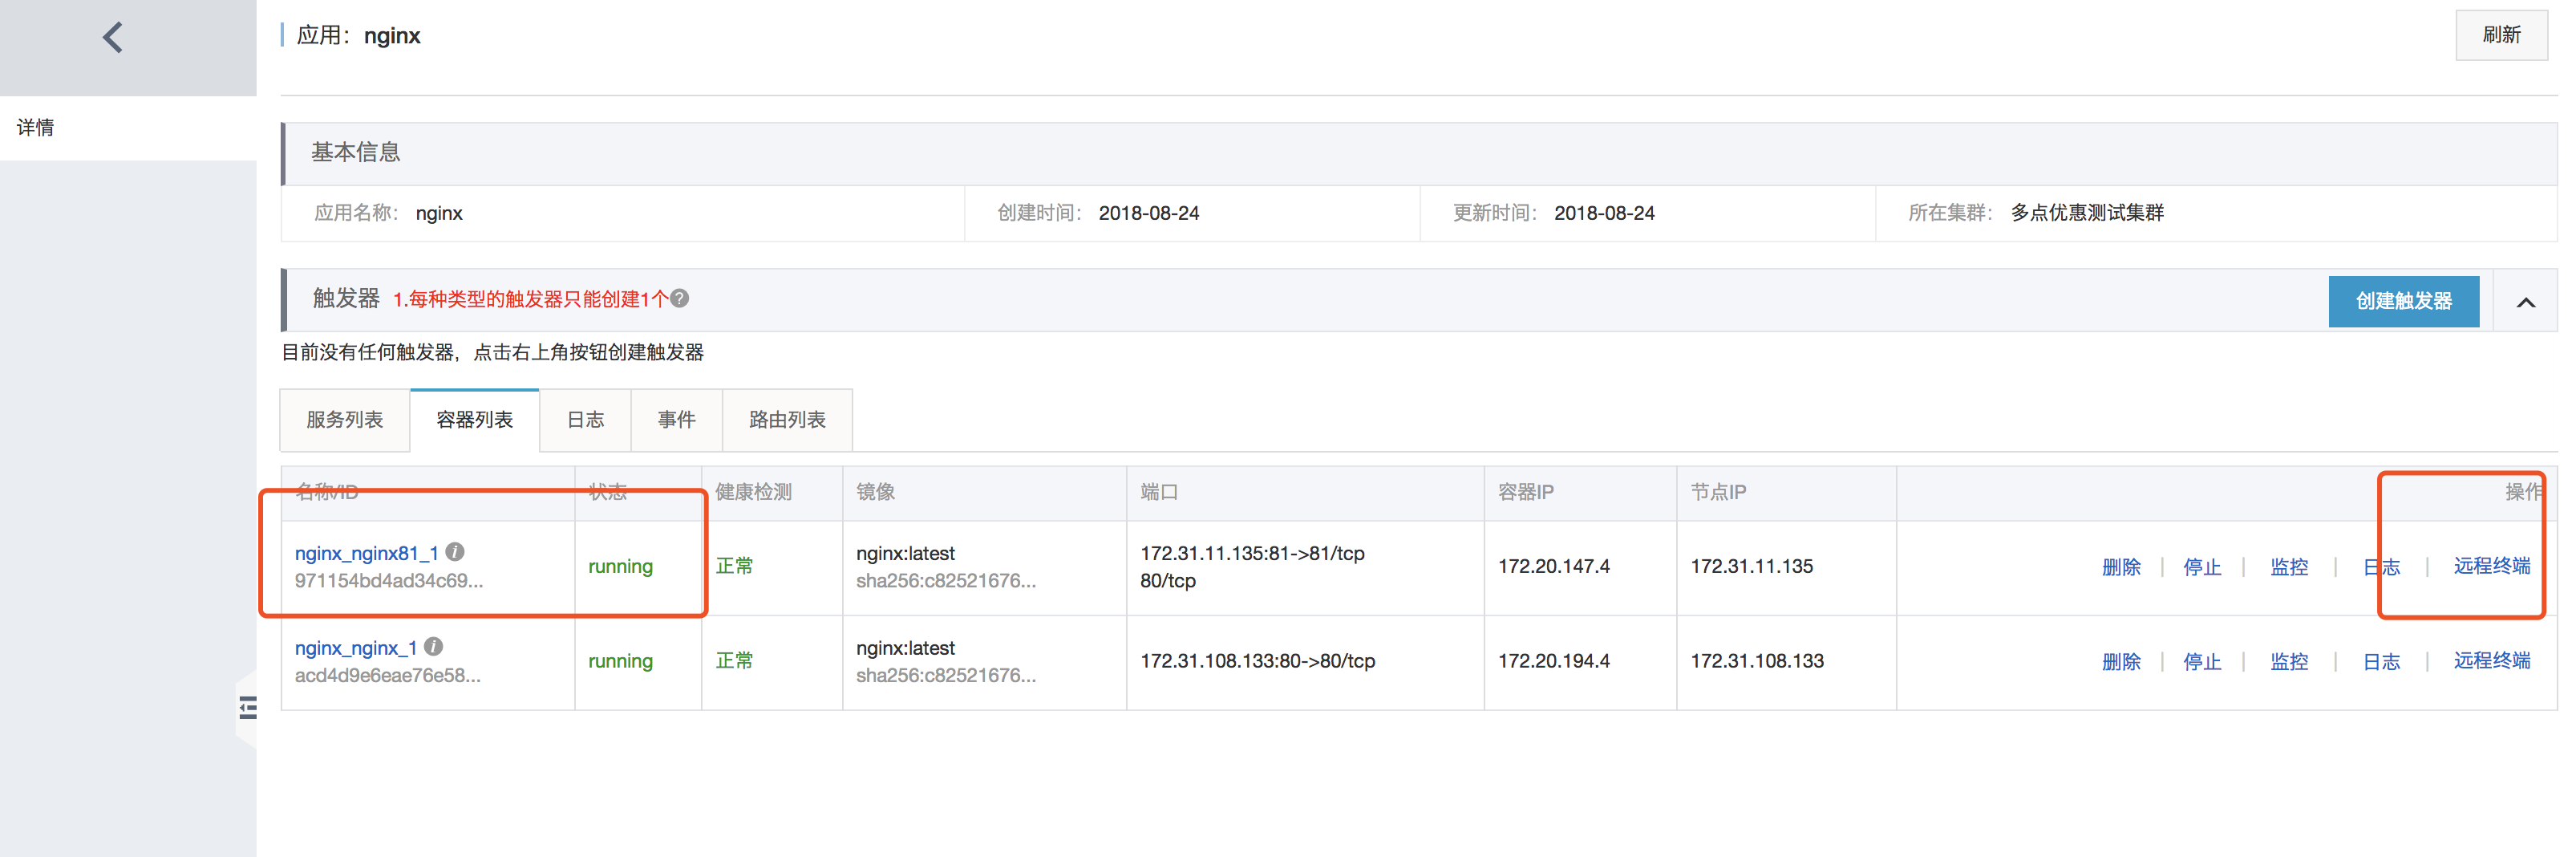 应用：nginx
刷新
详情
基本信息
应用名称： nginx
创建时间： 2018-08-24
更新时间： 2018-08-24
所在集群： 多点优惠测试集群
触发器 1.每种类型的触发器只能创建1个?
创建触发器
目前没有任何触发器，点击右上角按钮创建触发器
服务列表 容器列表 日志 事件 路由列表
名称/ID 状态 健康检测 镜像 端口 容器IP 节点IP 操作
nginx_nginx81_1 i
971154bd4ad34c69...
running
正常
nginx:latest
sha256:c82521676...
172.31.11.135:81->81/tcp
80/tcp
172.20.147.4
172.31.11.135
删除 | 停止 | 监控 | 日志 | 远程终端
nginx_nginx_1 i
acd4d9e6eae76e58...
running
正常
nginx:latest
sha256:c82521676...
172.31.108.133:80->80/tcp
172.20.194.4
172.31.108.133
删除 | 停止 | 监控 | 日志 | 远程终端